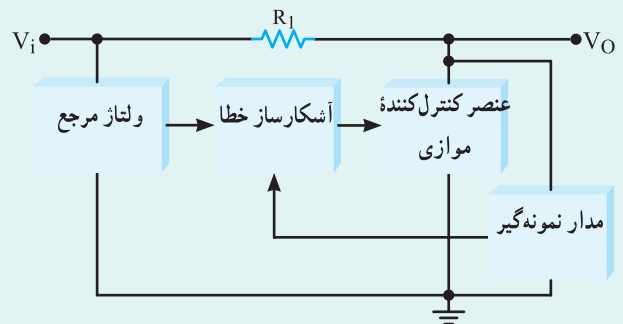 R1
Vi
VO
ولتاژ مرجع
آشکارساز خطا
عنصر کنترل‌کنندهٔ
موازی
مدار نمونه‌گیر